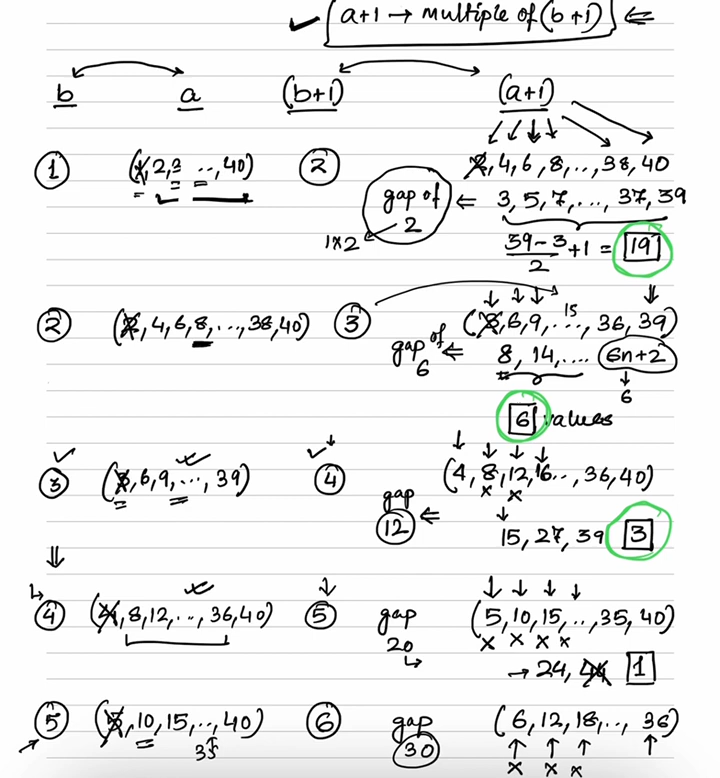 ✓ [a+1 → multiple of (b+1)] ⇐
b a (b+1) (a+1)
① (1,2,3 ..,40) ② 2,4,6,8,..,38,40
gap of 2 ⇐ 3,5,7,...,37,39
1×2 (39-3)/2 +1 = 19
② (2,4,6,8,..,38,40) ③ (3,6,9,...,15,36,39)
gap of 6 ⇐ 8,14,.... 6n+2
6
6 values
③ (3,6,9,...,39) ④ (4,8,12,16..,36,40)
gap 12 ⇐ 15,27,39 3
④ (4,8,12,...,36,40) ⑤ gap 20 (5,10,15,..,35,40)
→ 24,44 1
⑤ (5,10,15,..,40) ⑥ gap 30 (6,12,18,..,36)
35